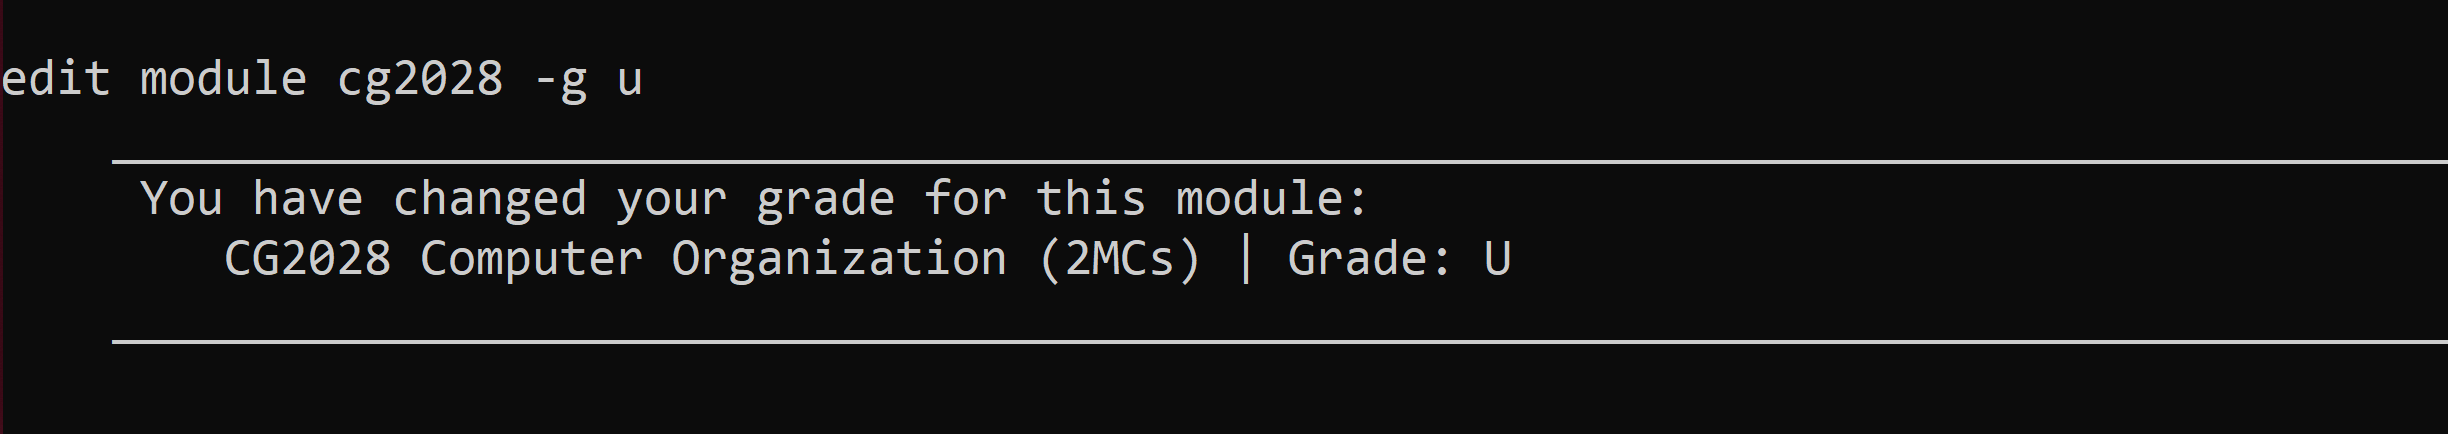 edit module cg2028 -g u
You have changed your grade for this module:
CG2028 Computer Organization (2MCs) | Grade: U